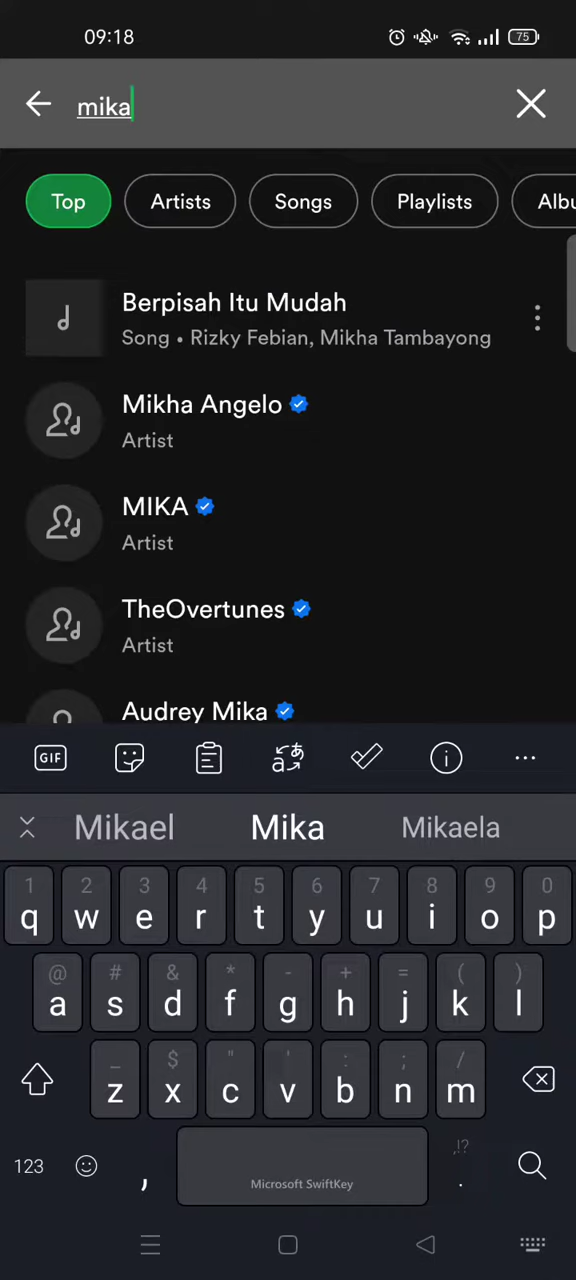 09:18 75
mika
Top Artists Songs Playlists Albu
Berpisah Itu Mudah
Song • Rizky Febian, Mikha Tambayong
Mikha Angelo
Artist
MIKA
Artist
TheOvertunes
Artist
Audrey Mika
GIF あ a
Mikael Mika Mikaela
1 2 3 4 5 6 7 8 9 0
q w e r t y u i o p
@ # & * - + = ( )
a s d f g h j k l
_ $ " ' : ; /
z x c v b n m
123 , Microsoft SwiftKey ,!? .